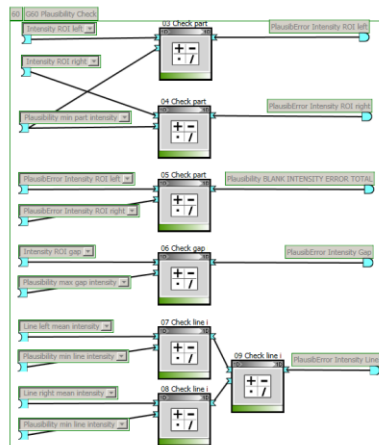 60 G60 Plausibility Check
Intensity ROI left
03 Check part
PlausibError Intensity ROI left
Intensity ROI right
04 Check part
PlausibError Intensity ROI right
Plausibility min part intensity
PlausibError Intensity ROI left
05 Check part
Plausibility BLANK INTENSITY ERROR TOTAL
PlausibError Intensity ROI right
Intensity ROI gap
06 Check gap
PlausibError Intensity Gap
Plausibility max gap intensity
Line left mean intensity
07 Check line i
Plausibility min line intensity
09 Check line i
PlausibError Intensity Line
Line right mean intensity
08 Check line i
Plausibility min line intensity